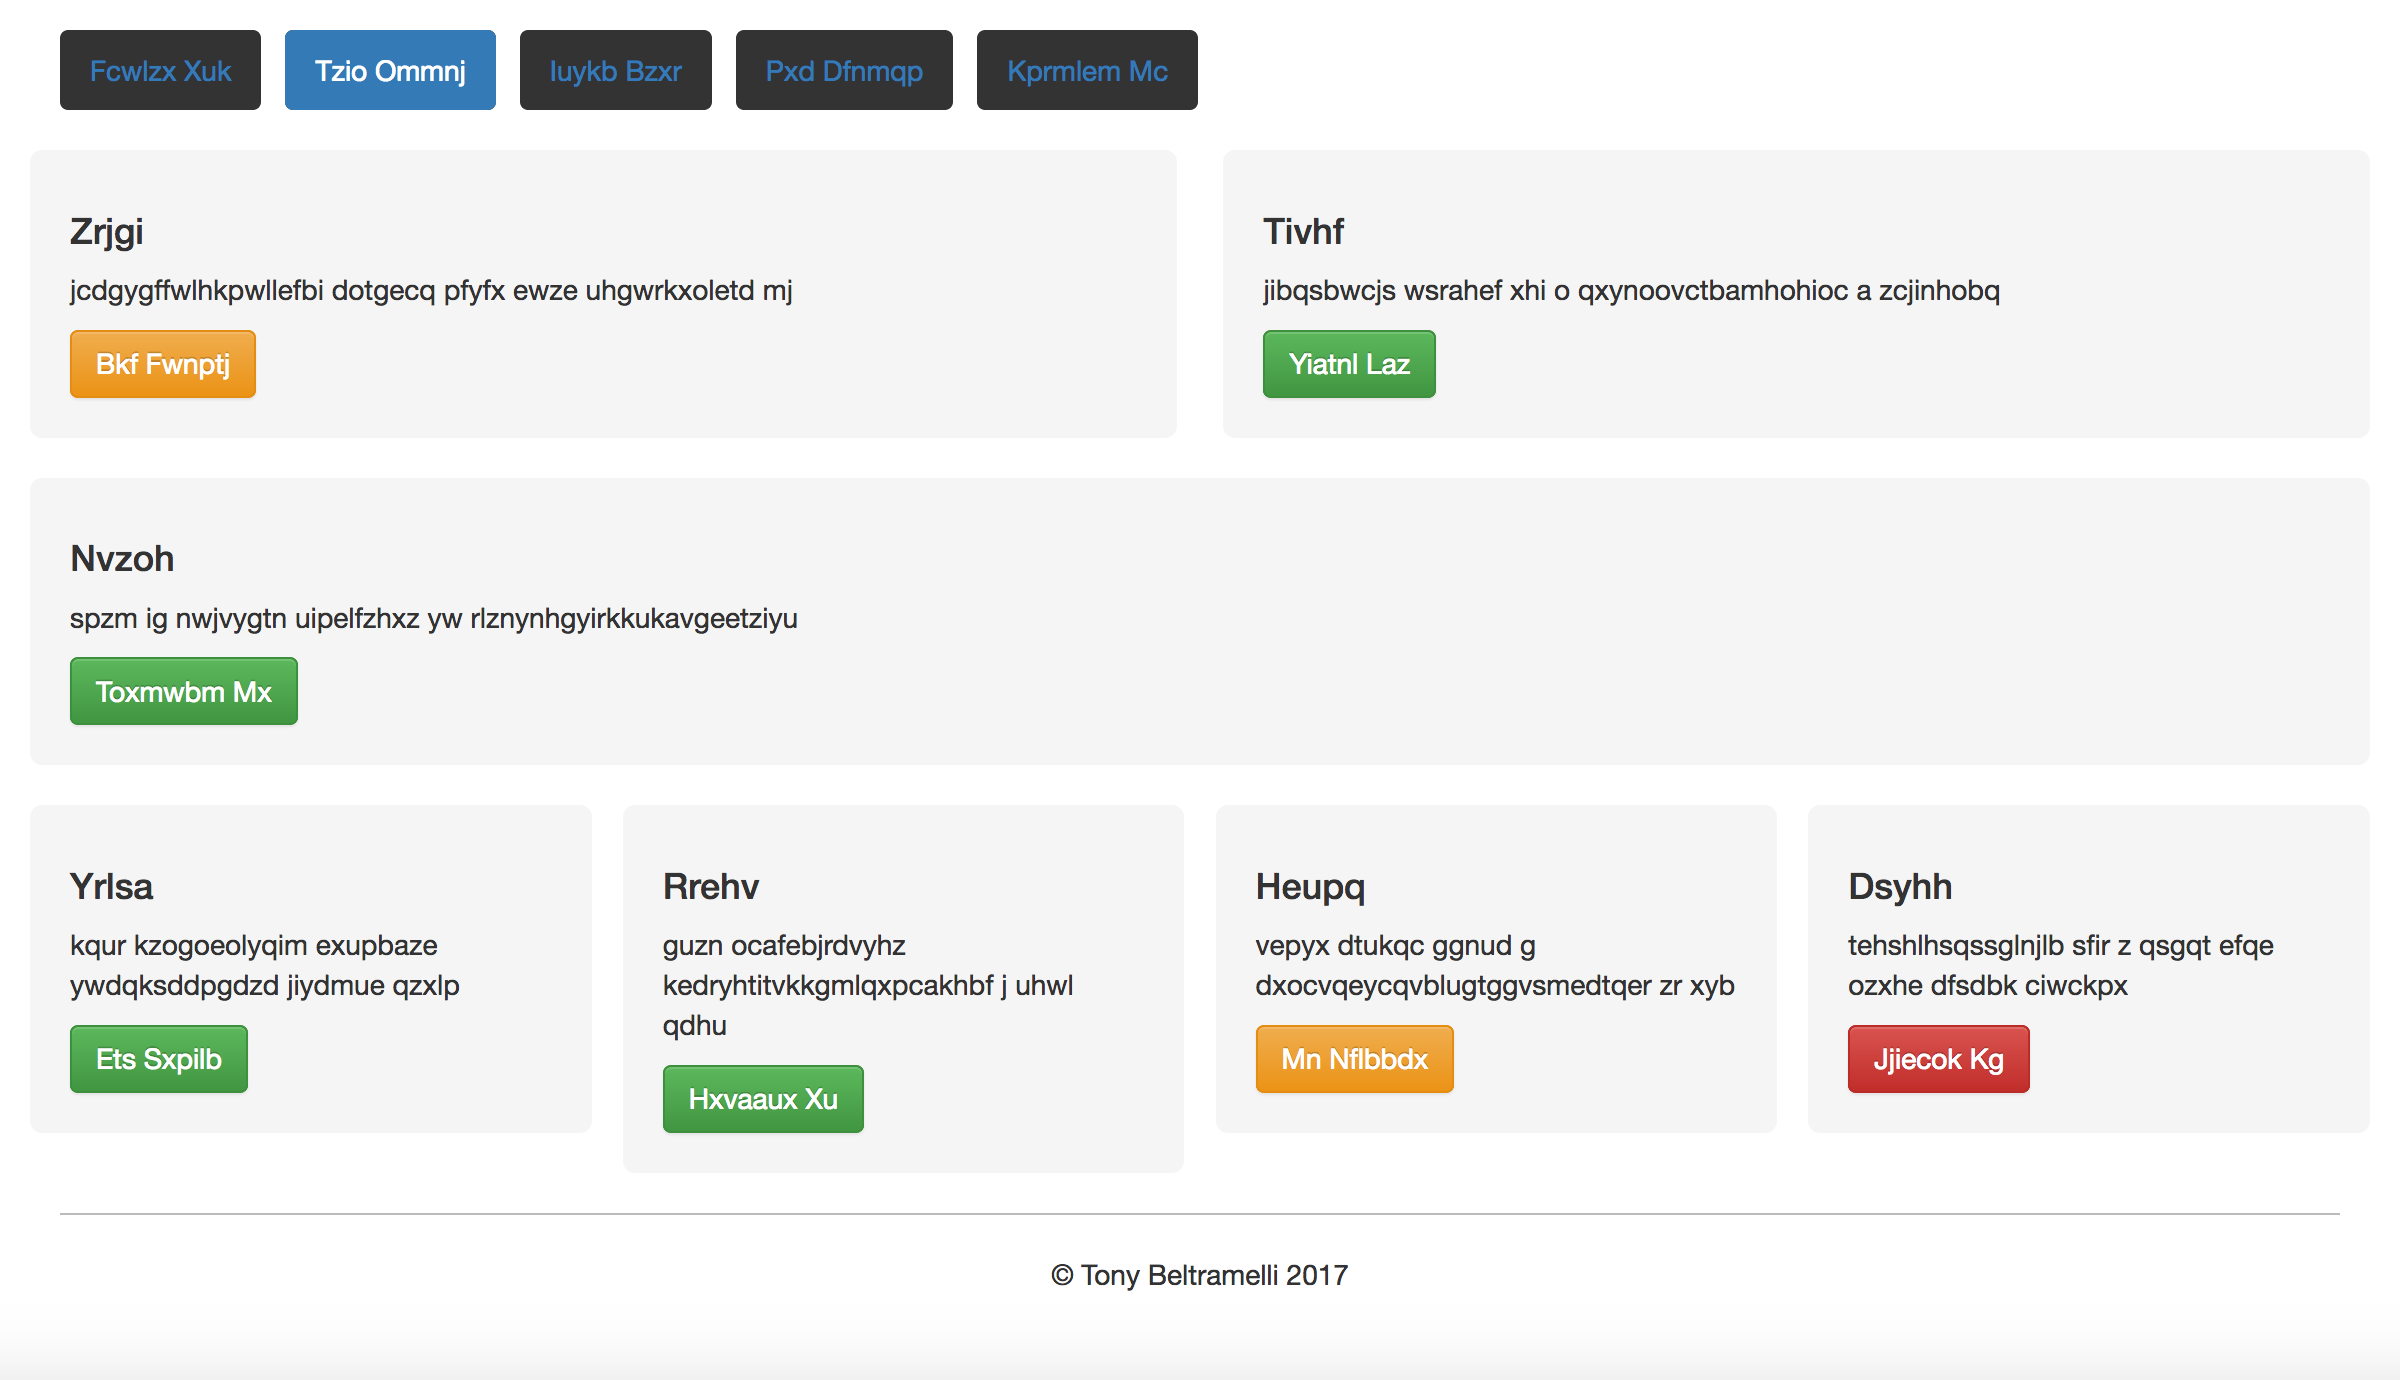 Fcwlzx Xuk Tzio Ommnj Iuykb Bzxr Pxd Dfnmqp Kprmlem Mc
Zrjgi
jcdgygffwlhkpwllefbi dotgecq pfyfx ewze uhgwrkxoletd mj
Bkf Fwnptj
Tivhf
jibqsbwcjs wsrahef xhi o qxynoovctbamhohioc a zcjinhobq
Yiatnl Laz
Nvzoh
spzm ig nwjvygtn uipelfzhxz yw rlznynhgyirkkukavgeetziyu
Toxmwbm Mx
Yrlsa
kqur kzogoeolyqim exupbaze
ywdqksddpgdzd jiydmue qzxlp
Ets Sxpilb
Rrehv
guzn ocafebjrdvyhz
kedryhtitvkkgmlqxpcakhbf j uhwl
qdhu
Hxvaaux Xu
Heupq
vepyx dtukqc ggnud g
dxocvqeycqvblugtggvsmedtqer zr xyb
Mn Nflbbdx
Dsyhh
tehshlhsqssglnjlb sfir z qsgqt efqe
ozxhe dfsdbk ciwckpx
Jjiecok Kg
© Tony Beltramelli 2017